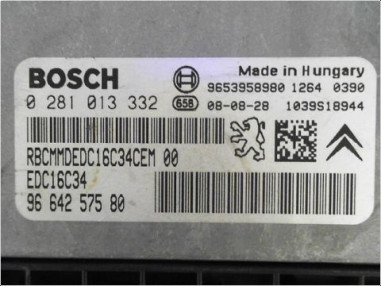 BOSCH
Made in Hungary
9653958980 1264 0390
0 281 013 332 658 08-08-28 1039S18944
RBCMMDEDC16C34CEM 00
EDC16C34
96 642 575 80